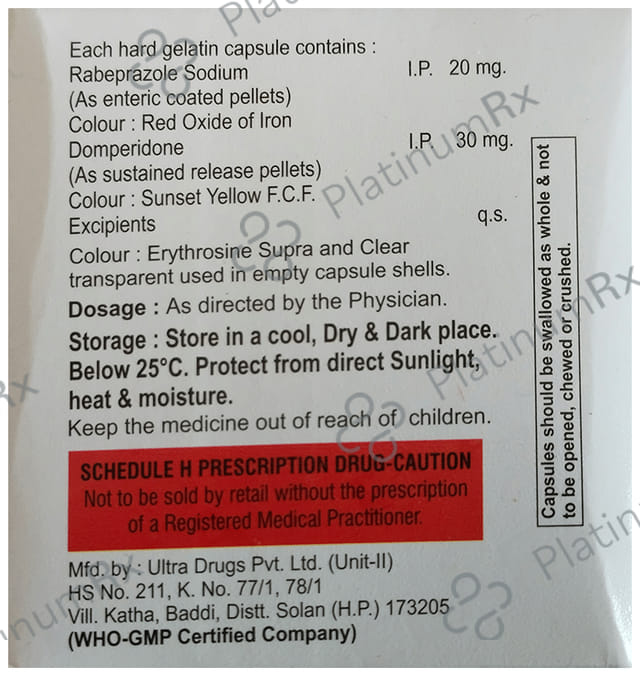 Each hard gelatin capsule contains :
Rabeprazole Sodium I.P. 20 mg.
(As enteric coated pellets)
Colour : Red Oxide of Iron
Domperidone I.P. 30 mg.
(As sustained release pellets)
Colour : Sunset Yellow F.C.F.
Excipients q.s.
Colour : Erythrosine Supra and Clear
transparent used in empty capsule shells.
Dosage : As directed by the Physician.
Storage : Store in a cool, Dry & Dark place.
Below 25°C. Protect from direct Sunlight,
heat & moisture.
Keep the medicine out of reach of children.
SCHEDULE H PRESCRIPTION DRUG-CAUTION
Not to be sold by retail without the prescription
of a Registered Medical Practitioner.
Mfd. by : Ultra Drugs Pvt. Ltd. (Unit-II)
HS No. 211, K. No. 77/1, 78/1
Vill. Katha, Baddi, Distt. Solan (H.P.) 173205
(WHO-GMP Certified Company)
Capsules should be swallowed as whole & not
to be opened, chewed or crushed.
PlatinumRx
PlatinumRx